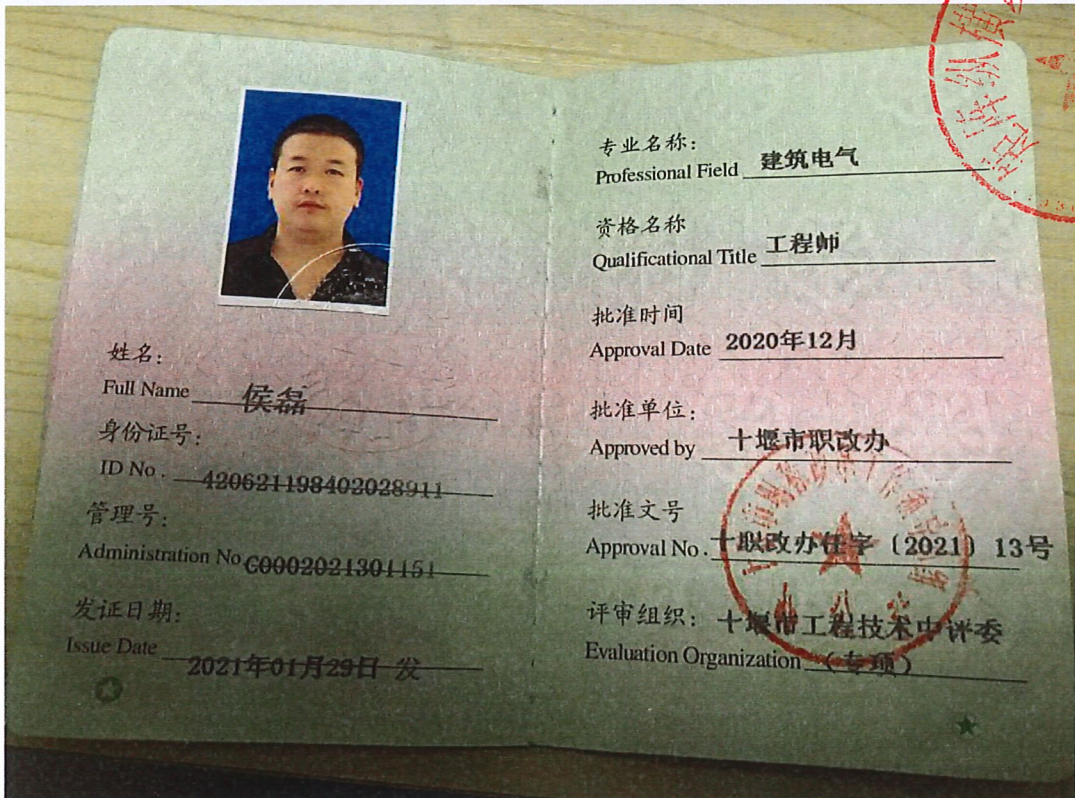 姓名：
Full Name 侯磊
身份证号：
ID No. 420621198402028911
管理号：
Administration No G0002021301151
发证日期：
Issue Date 2021年01月29日 发
专业名称：
Professional Field 建筑电气
资格名称
Qualificational Title 工程师
批准时间
Approval Date 2020年12月
批准单位：
Approved by 十堰市职改办
批准文号
Approval No. 十职改办任字〔2021〕13号
评审组织：十堰市工程技术中评委
Evaluation Organization （专项）